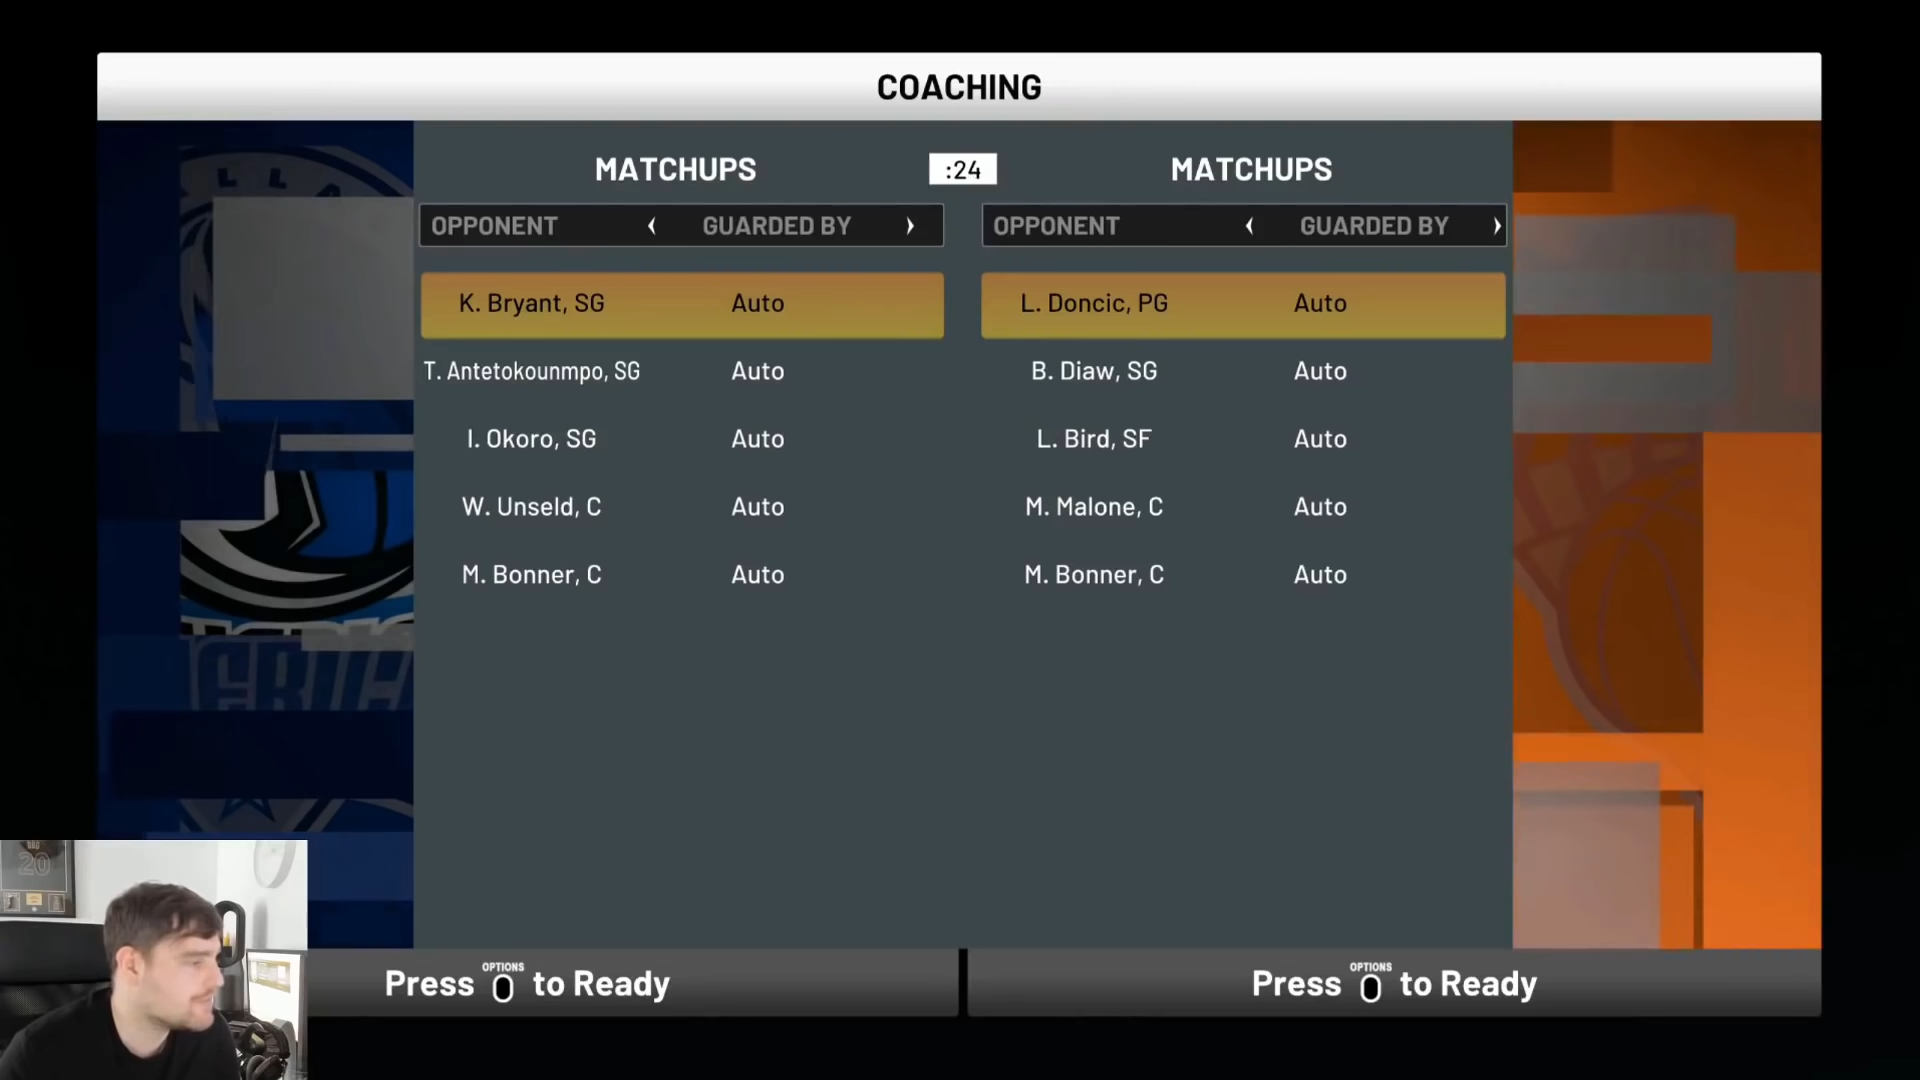 COACHING
MATCHUPS :24 MATCHUPS
OPPONENT GUARDED BY OPPONENT GUARDED BY
K. Bryant, SG Auto L. Doncic, PG Auto
T. Antetokounmpo, SG Auto B. Diaw, SG Auto
I. Okoro, SG Auto L. Bird, SF Auto
W. Unseld, C Auto M. Malone, C Auto
M. Bonner, C Auto M. Bonner, C Auto
20
Press OPTIONS to Ready Press OPTIONS to Ready